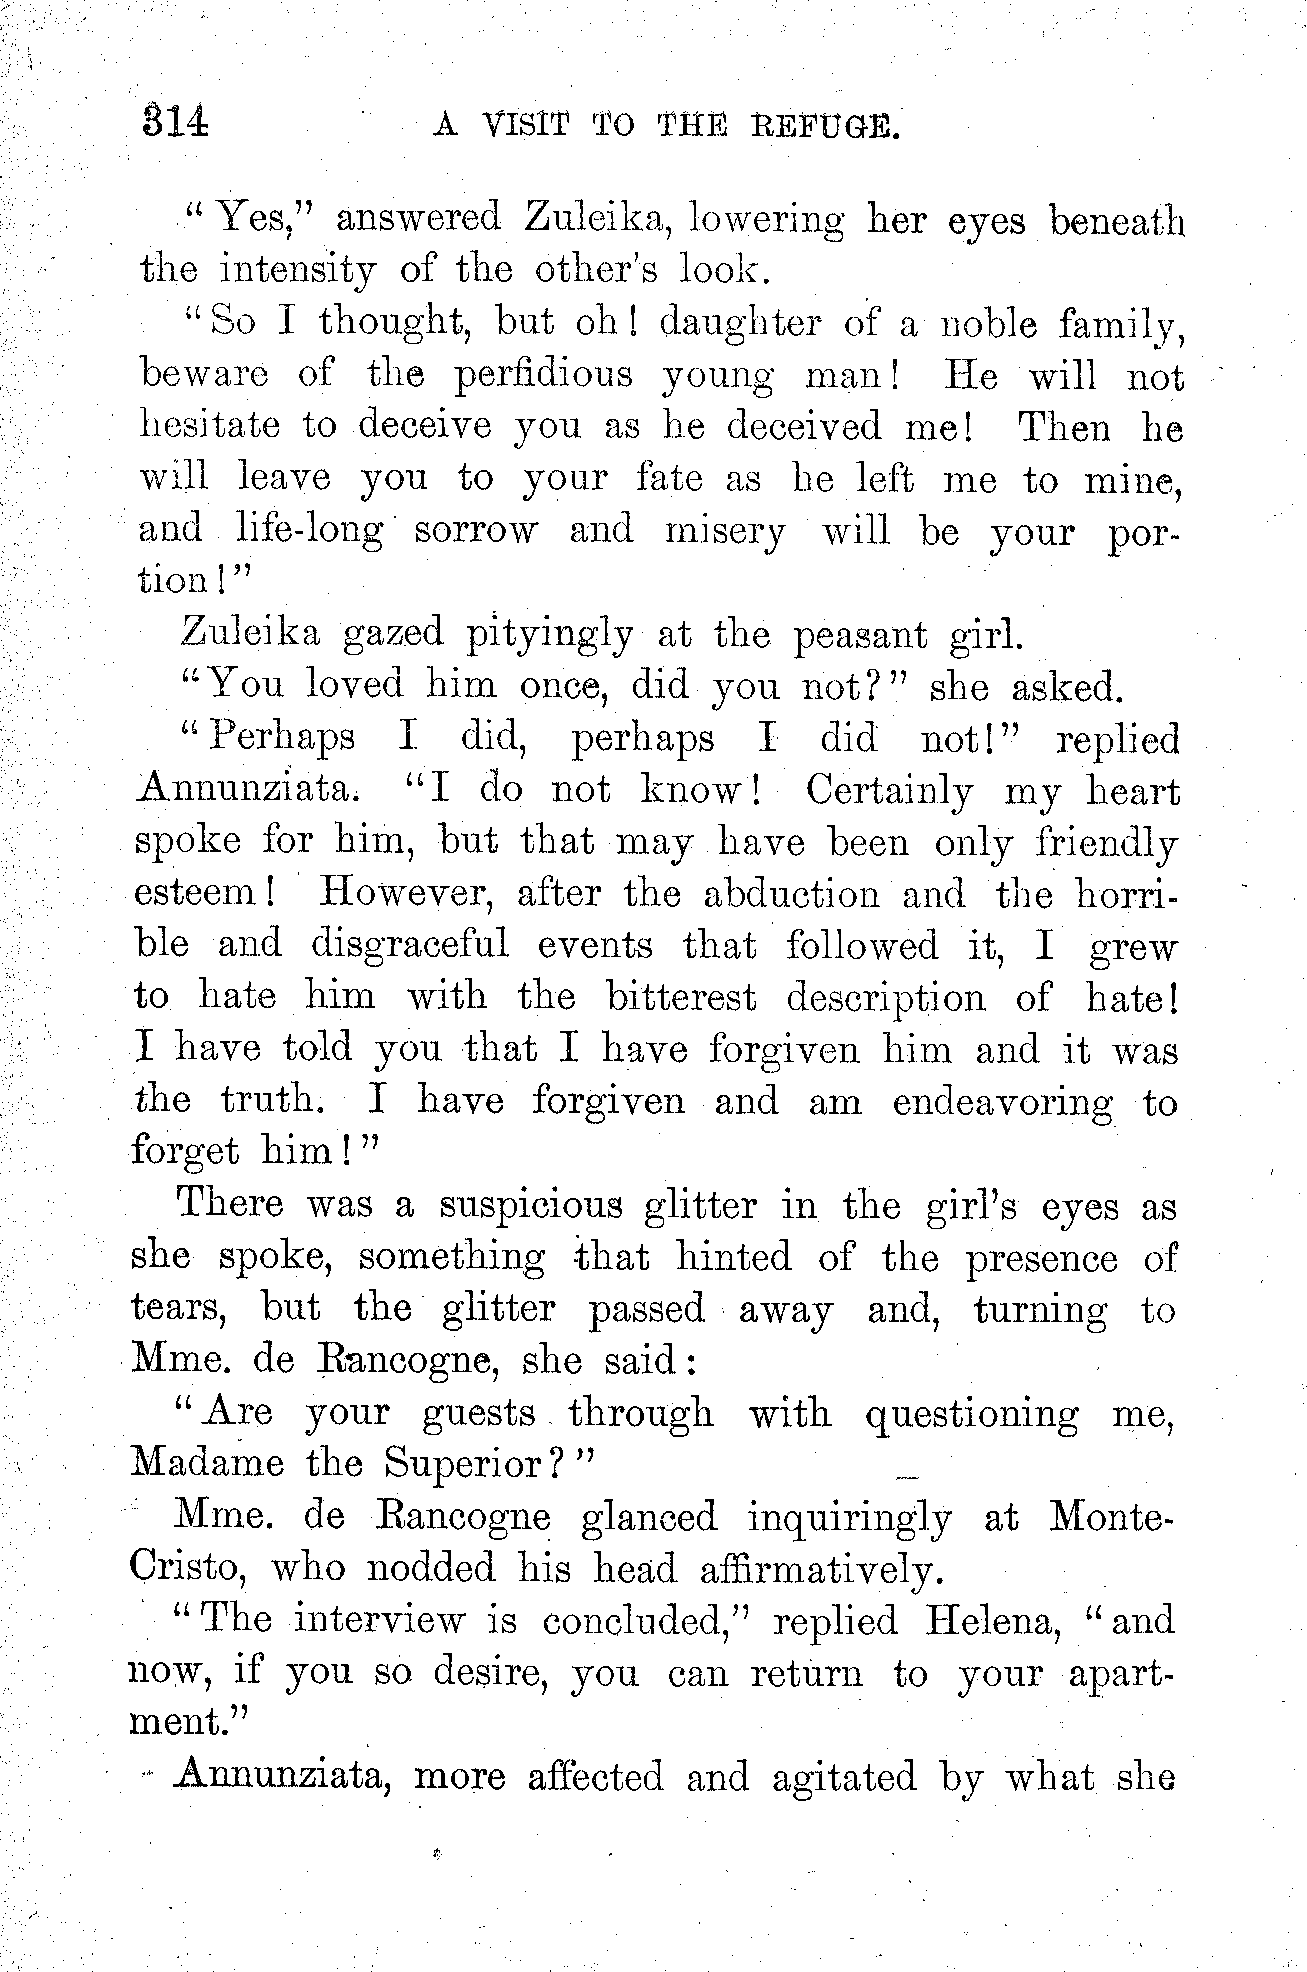 314 A VISIT TO THE REFUGE.
"Yes," answered Zuleika, lowering her eyes beneath
the intensity of the other's look.
"So I thought, but oh! daughter of a noble family,
beware of the perfidious young man! He will not
hesitate to deceive you as he deceived me! Then he
will leave you to your fate as he left me to mine,
and life-long sorrow and misery will be your por-
tion!"
Zuleika gazed pityingly at the peasant girl.
"You loved him once, did you not?" she asked.
"Perhaps I did, perhaps I did not!" replied
Annunziata. "I do not know! Certainly my heart
spoke for him, but that may have been only friendly
esteem! However, after the abduction and the horri-
ble and disgraceful events that followed it, I grew
to hate him with the bitterest description of hate!
I have told you that I have forgiven him and it was
the truth. I have forgiven and am endeavoring to
forget him!"
There was a suspicious glitter in the girl's eyes as
she spoke, something that hinted of the presence of
tears, but the glitter passed away and, turning to
Mme. de Rancogne, she said:
"Are your guests through with questioning me,
Madame the Superior?"
Mme. de Rancogne glanced inquiringly at Monte-
Cristo, who nodded his head affirmatively.
"The interview is concluded," replied Helena, "and
now, if you so desire, you can return to your apart-
ment."
Annunziata, more affected and agitated by what she